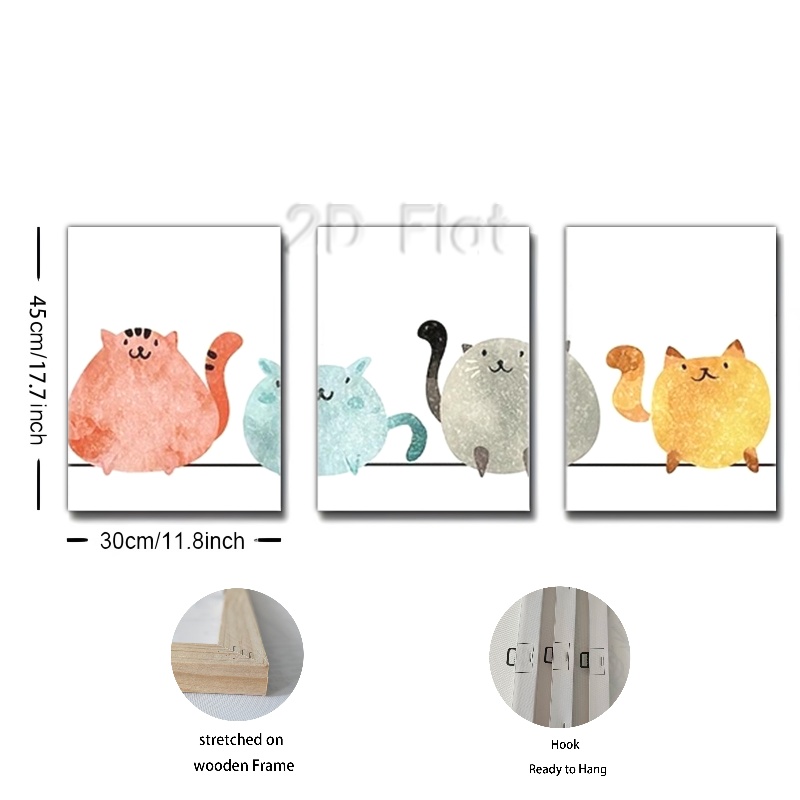 2D Flat
45cm/17.7inch
30cm/11.8inch
stretched on
wooden Frame
Hook
Ready to Hang